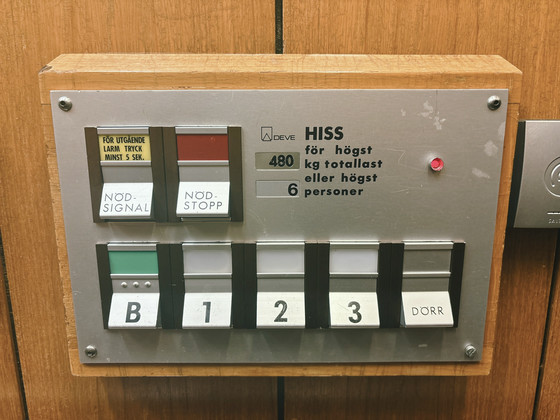 FÖR UTGÅENDE
LARM TRYCK
MINST 5 SEK.
NÖD-
SIGNAL
NÖD-
STOPP
DEVE
HISS
för högst
480 kg totallast
eller högst
6 personer
B
1
2
3
DÖRR